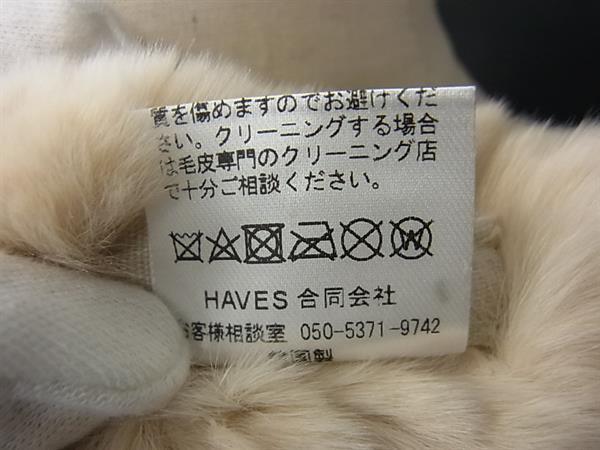 質を傷めますのでお避けくだ
さい。クリーニングする場合
は毛皮専門のクリーニング店
で十分ご相談ください。
HAVES 合同会社
お客様相談室 050-5371-9742